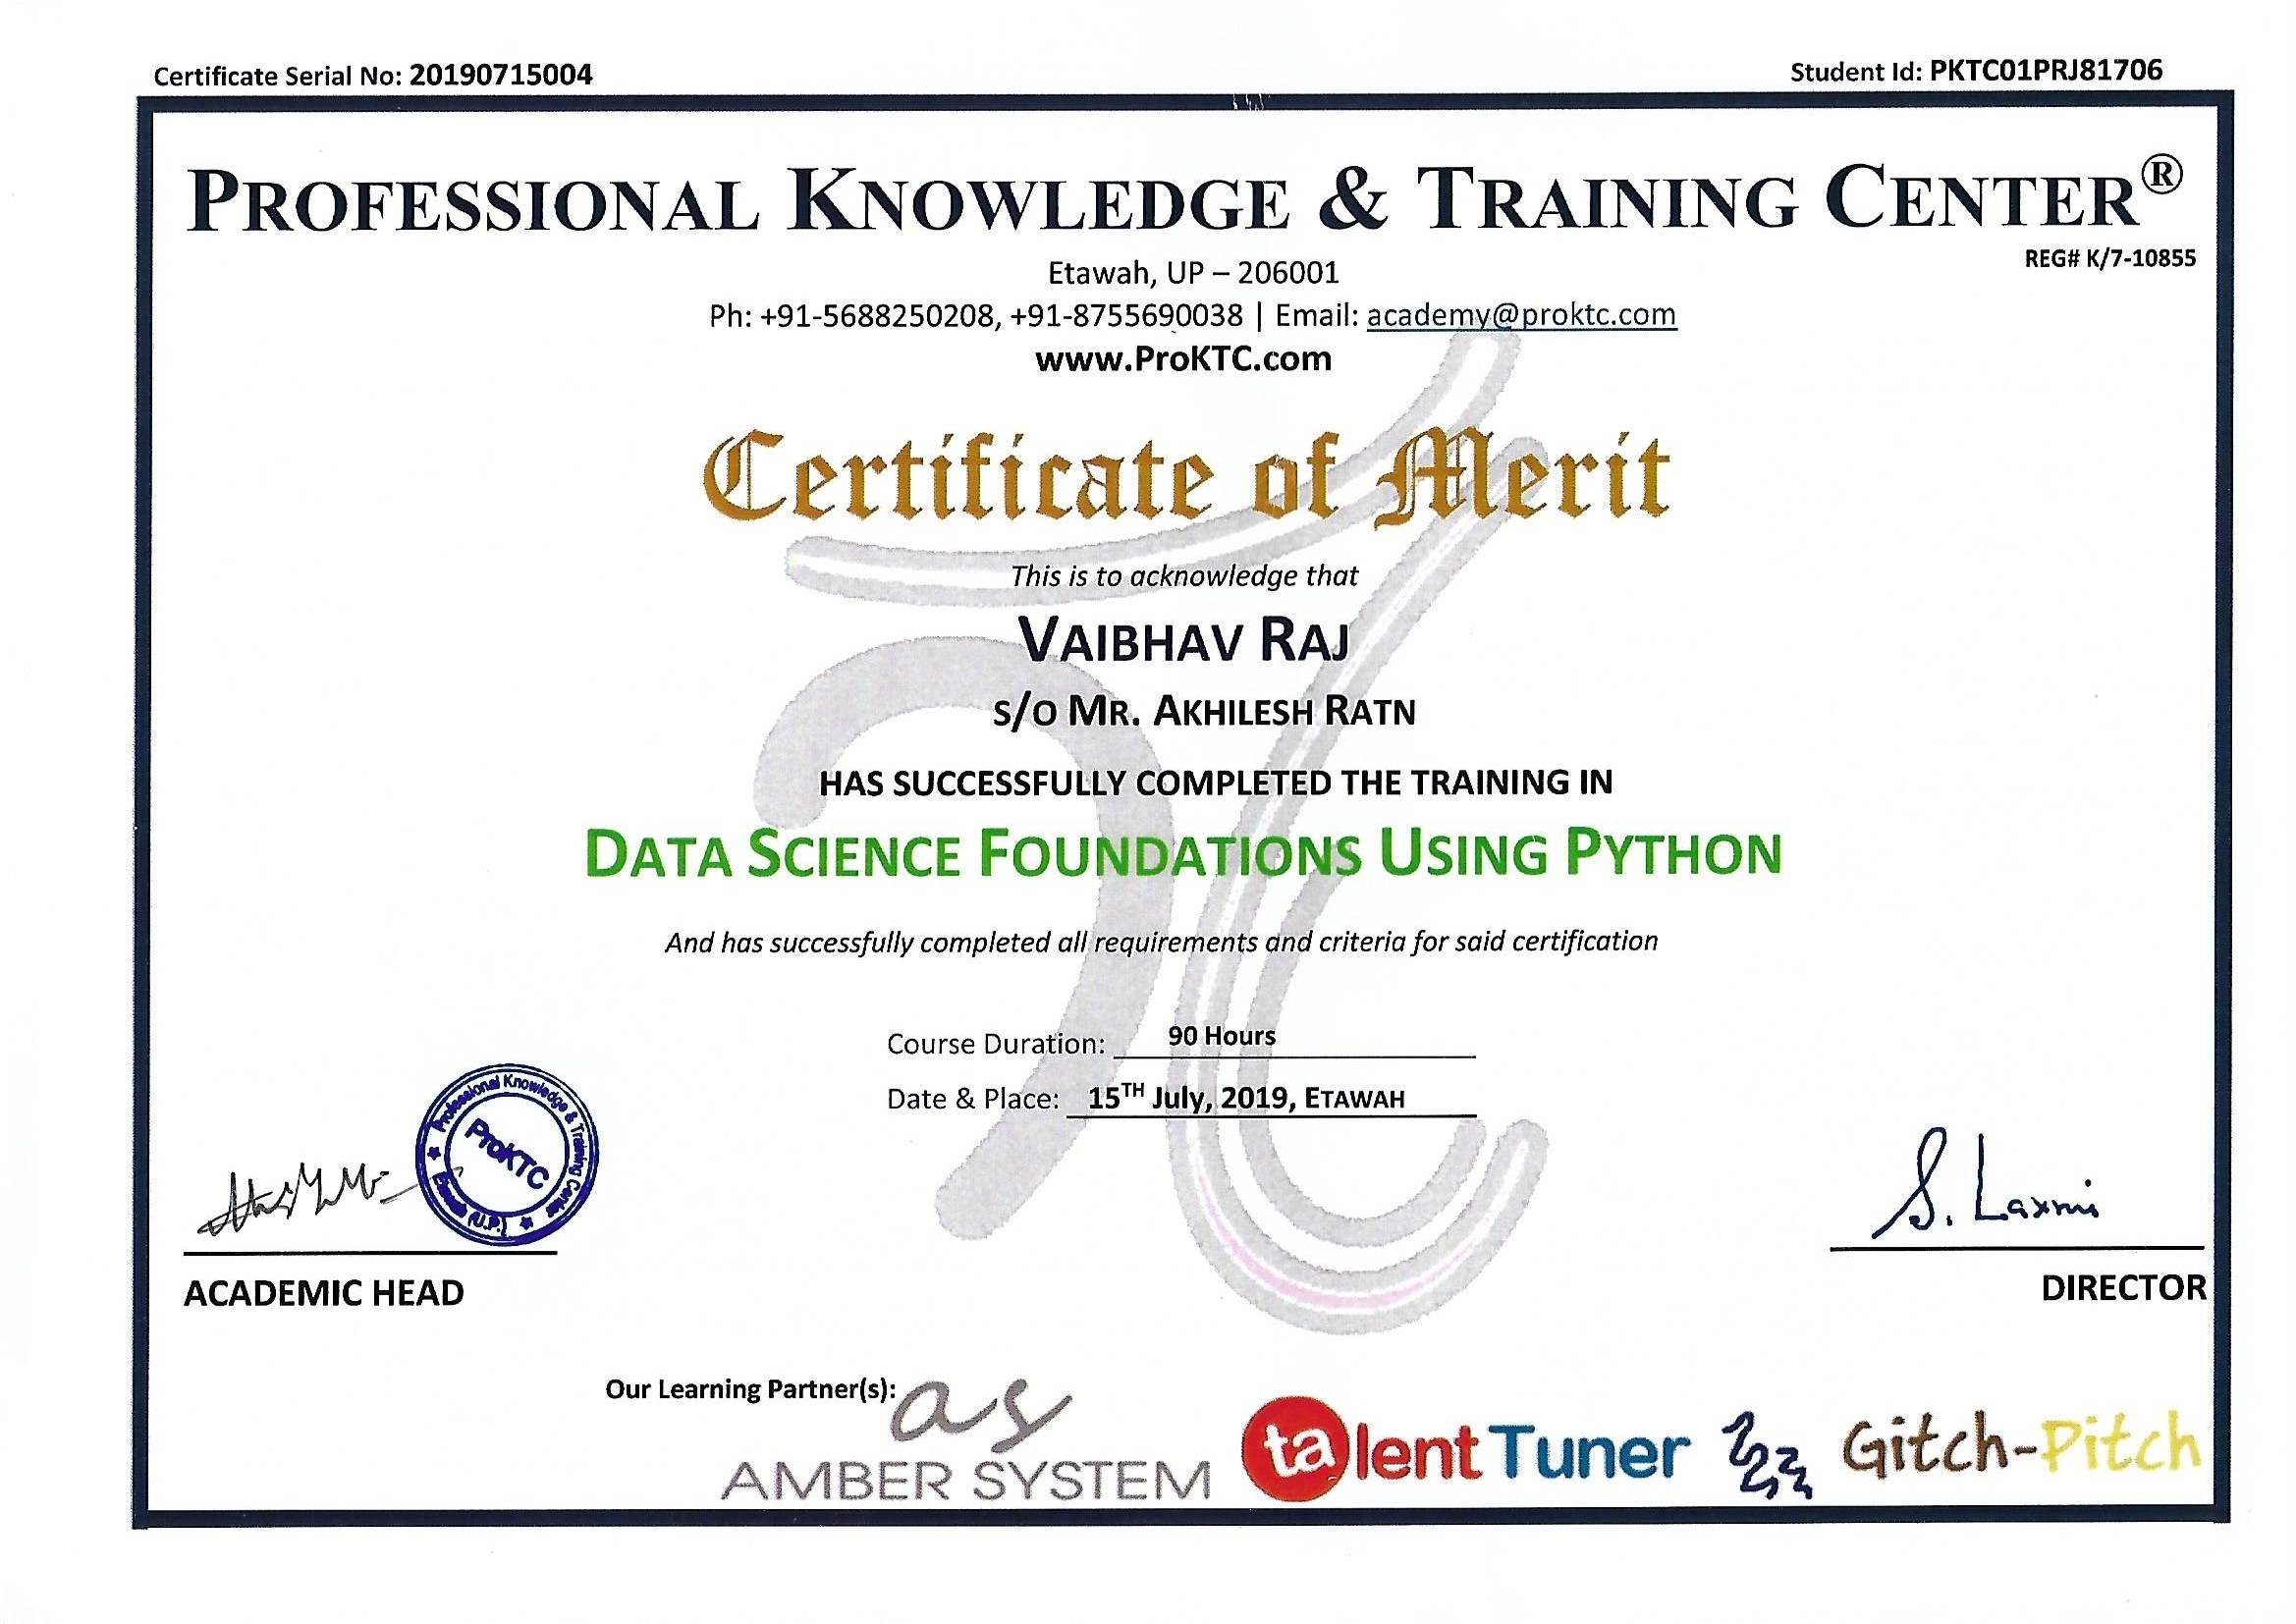 Certificate Serial No: 20190715004
Student Id: PKTC01PRJ81706
PROFESSIONAL KNOWLEDGE & TRAINING CENTER®
REG# K/7-10855
Etawah, UP – 206001
Ph: +91-5688250208, +91-8755690038 | Email: academy@proktc.com
www.ProKTC.com
Certificate of Merit
This is to acknowledge that
VAIBHAV RAJ
S/O MR. AKHILESH RATN
HAS SUCCESSFULLY COMPLETED THE TRAINING IN
DATA SCIENCE FOUNDATIONS USING PYTHON
And has successfully completed all requirements and criteria for said certification
Course Duration: 90 Hours
Date & Place: 15TH July, 2019, ETAWAH
Professional Knowledge & Training Center
ProKTC
Etawah (U.P.)
S. Laxmi
ACADEMIC HEAD
DIRECTOR
Our Learning Partner(s):
as
AMBER SYSTEM
talentTuner
Gitch-Pitch